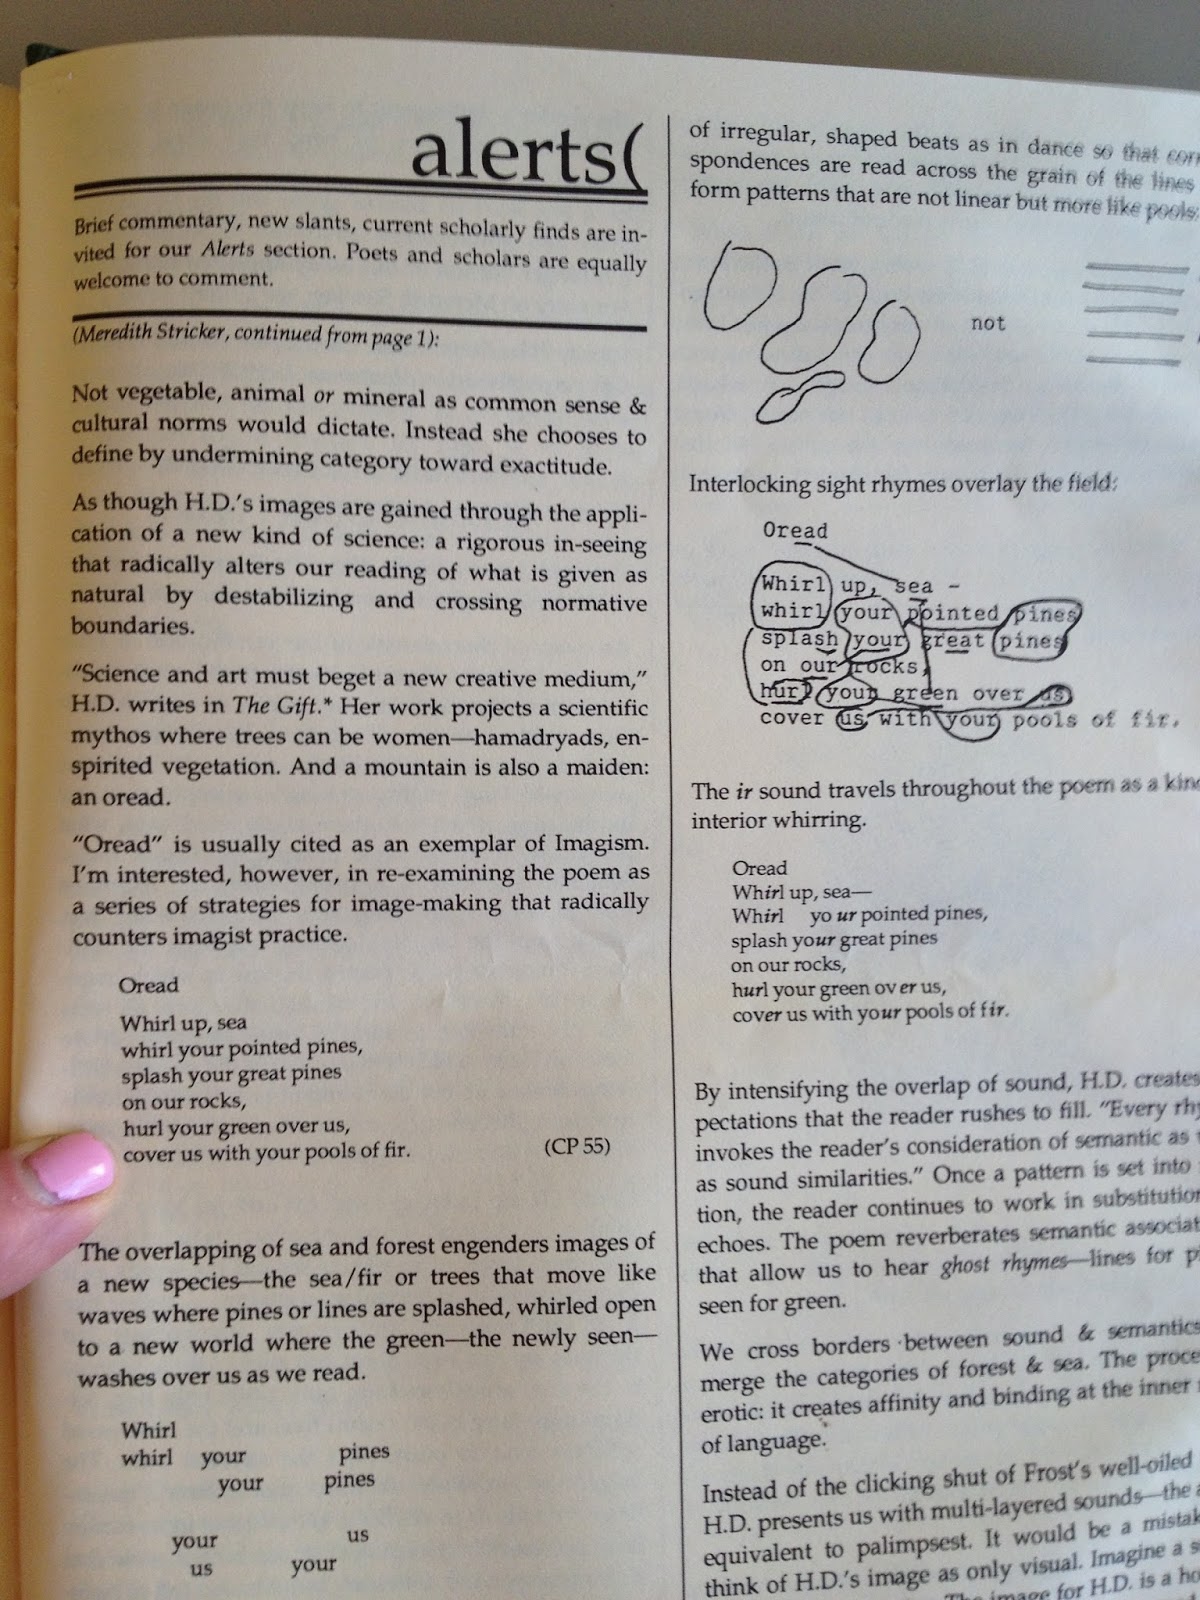 alerts(
Brief commentary, new slants, current scholarly finds are in-
vited for our Alerts section. Poets and scholars are equally
welcome to comment.
(Meredith Stricker, continued from page 1):
Not vegetable, animal or mineral as common sense &
cultural norms would dictate. Instead she chooses to
define by undermining category toward exactitude.
As though H.D.'s images are gained through the appli-
cation of a new kind of science: a rigorous in-seeing
that radically alters our reading of what is given as
natural by destabilizing and crossing normative
boundaries.
"Science and art must beget a new creative medium,"
H.D. writes in The Gift.* Her work projects a scientific
mythos where trees can be women—hamadryads, en-
spirited vegetation. And a mountain is also a maiden:
an oread.
"Oread" is usually cited as an exemplar of Imagism.
I'm interested, however, in re-examining the poem as
a series of strategies for image-making that radically
counters imagist practice.
Oread
Whirl up, sea
whirl your pointed pines,
splash your great pines
on our rocks,
hurl your green over us,
cover us with your pools of fir. (CP 55)
The overlapping of sea and forest engenders images of
a new species—the sea/fir or trees that move like
waves where pines or lines are splashed, whirled open
to a new world where the green—the newly seen—
washes over us as we read.
Whirl
whirl your pines
your pines
your us
us your
of irregular, shaped beats as in dance so that
spondences are read across the grain of the lines
form patterns that are not linear but more like pools:
not
Interlocking sight rhymes overlay the field:
Oread
Whirl up, sea -
whirl your pointed pines
splash your great pines
on our rocks,
hurl your green over us
cover us with your pools of fir.
The ir sound travels throughout the poem as a
interior whirring.
Oread
Whirl up, sea—
Whirl yo ur pointed pines,
splash your great pines
on our rocks,
hurl your green ov er us,
cover us with your pools of fir.
By intensifying the overlap of sound, H.D. creates
pectations that the reader rushes to fill. "Every
invokes the reader's consideration of semantic as
as sound similarities." Once a pattern is set into
tion, the reader continues to work in
echoes. The poem reverberates semantic
that allow us to hear ghost rhymes—lines for
seen for green.
We cross borders between sound & semantics
merge the categories of forest & sea. The
erotic: it creates affinity and binding at the inner
of language.
Instead of the clicking shut of Frost's well-oiled
H.D. presents us with multi-layered sounds—the
equivalent to palimpsest. It would be a
think of H.D.'s image as only visual. Imagine a
image for H.D. is a